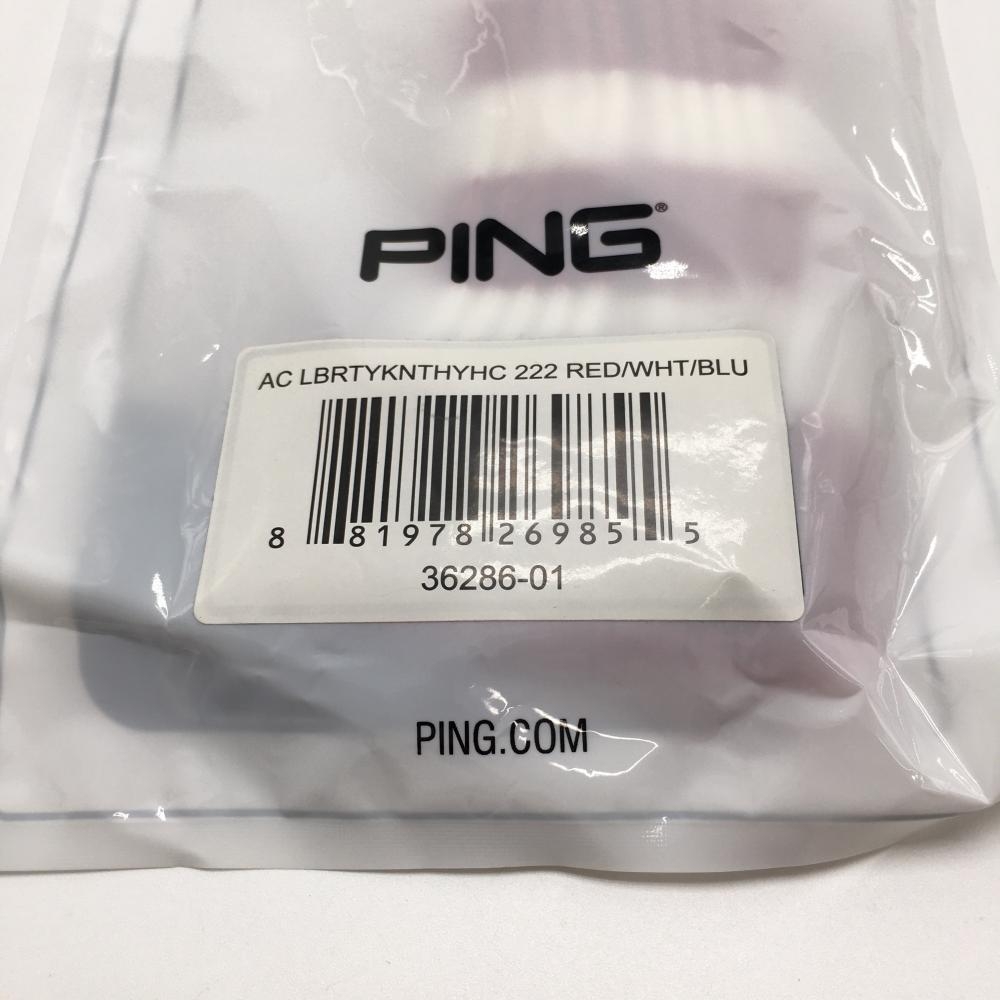 PING®
AC LBRTYKNTHYHC 222 RED/WHT/BLU
8 81978 26985 5
36286-01
PING.COM